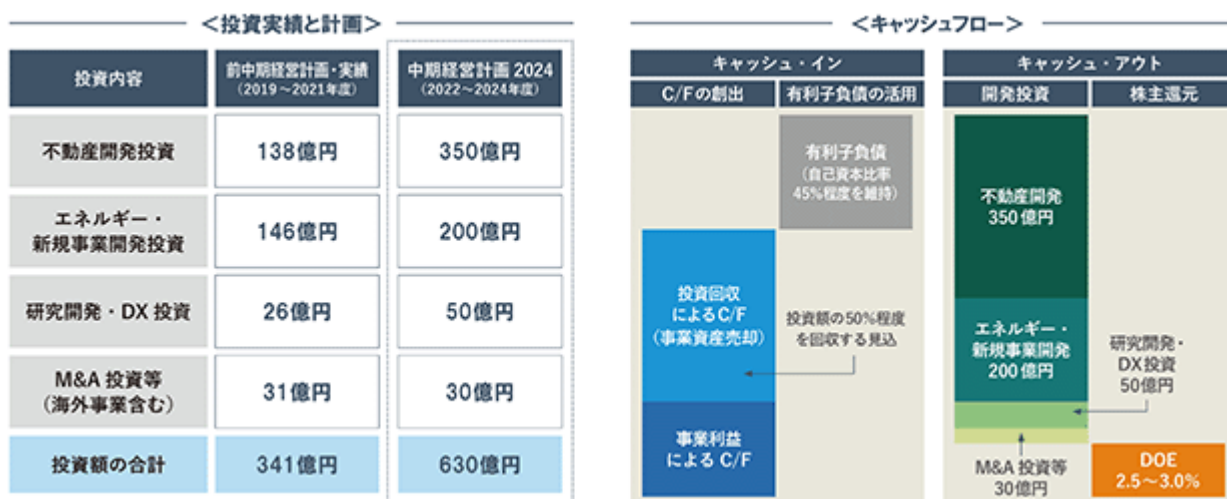 <投資実績と計画>
投資内容
前中期経営計画・実績
(2019～2021年度)
中期経営計画 2024
(2022～2024年度)
不動産開発投資
138億円
350億円
エネルギー・
新規事業開発投資
146億円
200億円
研究開発・DX 投資
26億円
50億円
M&A 投資等
(海外事業含む)
31億円
30億円
投資額の合計
341億円
630億円
<キャッシュフロー>
キャッシュ・イン
キャッシュ・アウト
C/Fの創出
有利子負債の活用
開発投資
株主還元
有利子負債
(自己資本比率
45%程度を維持)
投資回収
によるC/F
(事業資産売却)
投資額の50%程度
を回収する見込
事業利益
による C/F
不動産開発
350億円
エネルギー・
新規事業開発
200億円
研究開発・
DX投資
50億円
M&A 投資等
30億円
DOE
2.5～3.0%